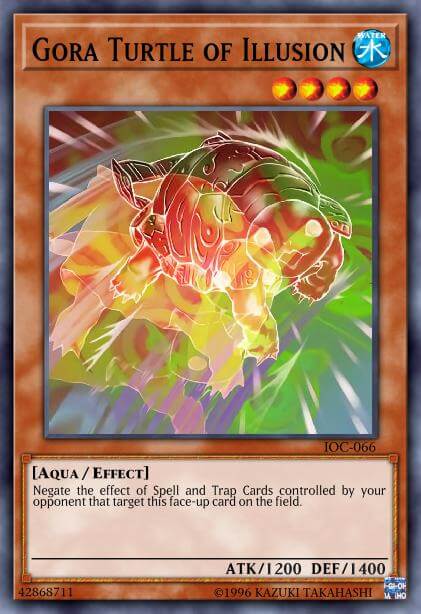 Gora Turtle of Illusion
WATER
水
IOC-066
[Aqua / Effect]
Negate the effect of Spell and Trap Cards controlled by your
opponent that target this face-up card on the field.
ATK/1200 DEF/1400
42868711
©1996 KAZUKI TAKAHASHI